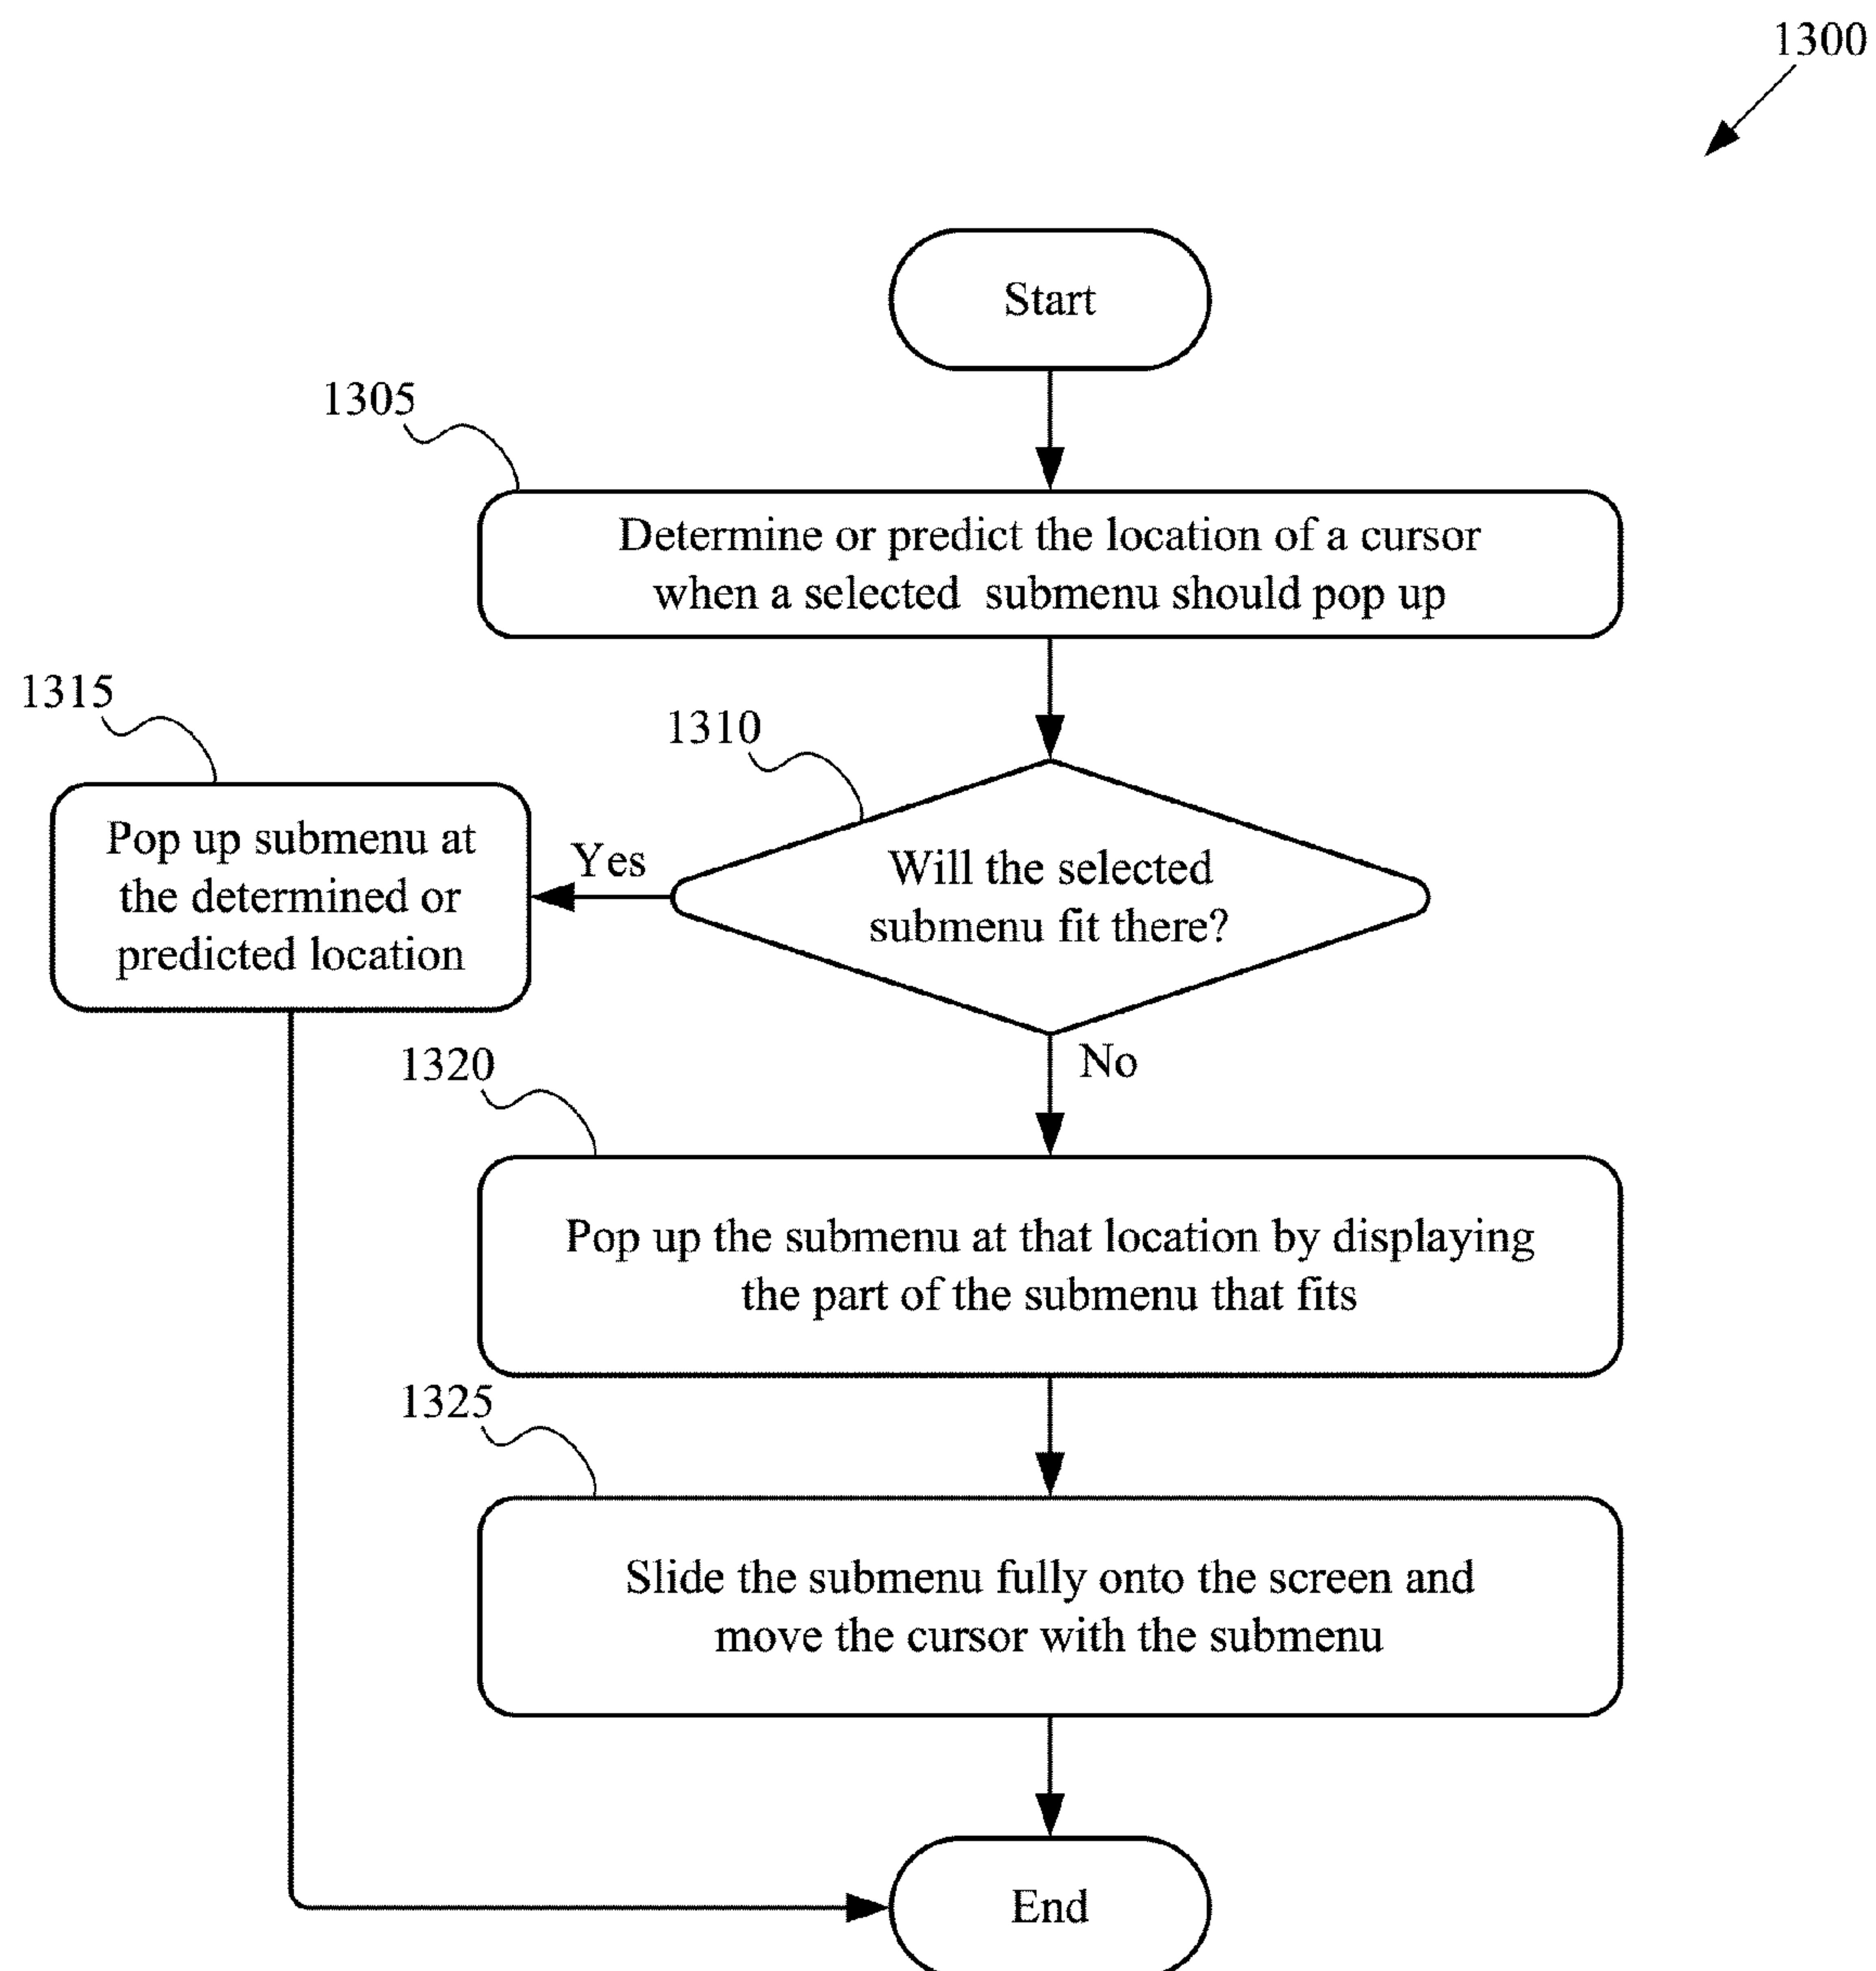 1300
Start
1305
Determine or predict the location of a cursor
when a selected submenu should pop up
1315
1310
Pop up submenu at
the determined or
predicted location
Yes
Will the selected
submenu fit there?
No
1320
Pop up the submenu at that location by displaying
the part of the submenu that fits
1325
Slide the submenu fully onto the screen and
move the cursor with the submenu
End